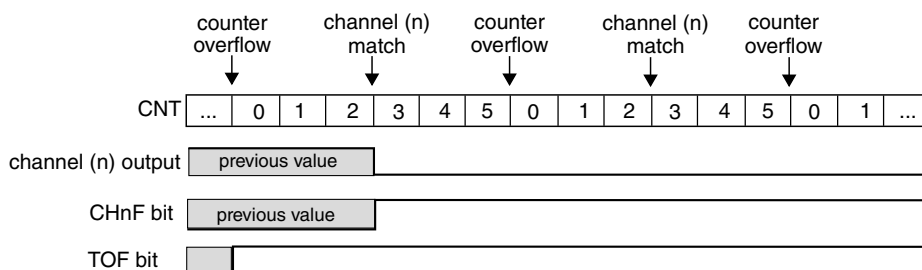 counter overflow
channel (n) match
counter overflow
channel (n) match
counter overflow
CNT ... 0 1 2 3 4 5 0 1 2 3 4 5 0 1 ...
channel (n) output previous value
CHnF bit previous value
TOF bit